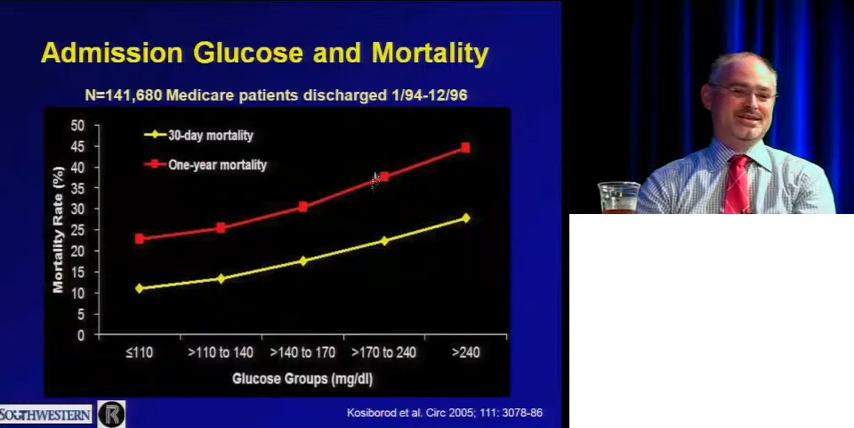 Admission Glucose and Mortality
N=141,680 Medicare patients discharged 1/94-12/96
30-day mortality
One-year mortality
Mortality Rate (%)
50
45
40
35
30
25
20
15
10
5
0
≤110 >110 to 140 >140 to 170 >170 to 240 >240
Glucose Groups (mg/dl)
SOUTHWESTERN R
Kosiborod et al. Circ 2005; 111: 3078-86